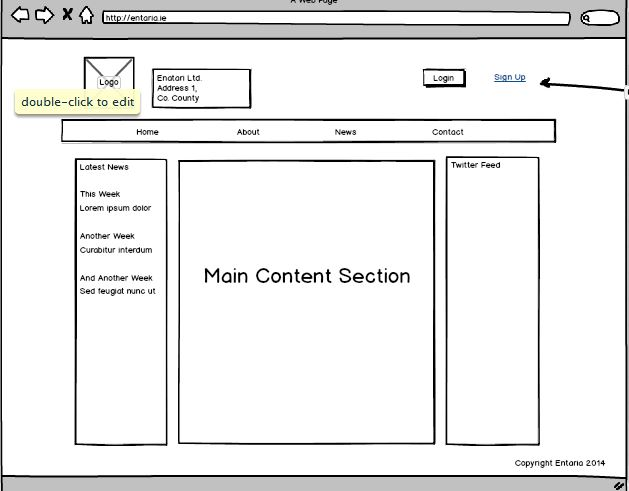 A Web Page
http://entaria.ie
Logo
Enatan Ltd.
Address 1,
Co. County
Login
Sign Up
double-click to edit
Home
About
News
Contact
Latest News
This Week
Lorem ipsum dolor
Another Week
Curabitur interdum
And Another Week
Sed feugiat nunc ut
Main Content Section
Twitter Feed
Copyright Entaria 2014